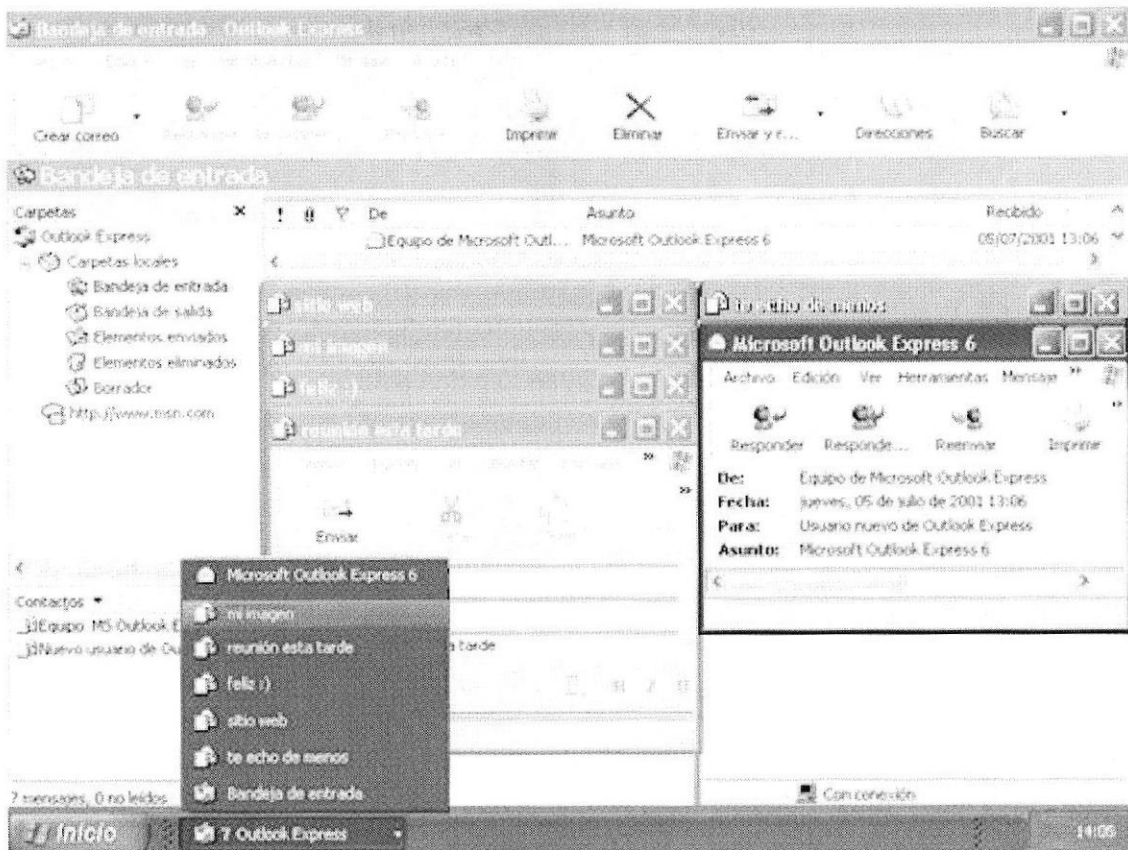 Bandeja de entrada - Outlook Express
Crear correo
Imprimir
Eliminar
Enviar y r...
Direcciones
Buscar
Bandeja de entrada
Carpetas
! De Asunto Recibido
Outlook Express
Equipo de Microsoft Outl... Microsoft Outlook Express 6 05/07/2001 13:06
Carpetas locales
Bandeja de entrada
Bandeja de salida
Elementos enviados
Elementos eliminados
Borrador
http://www.msn.com
sitio web
mi imagen
feliz :)
reunión esta tarde
Enviar
te echo de menos
Microsoft Outlook Express 6
Archivo Edición Ver Herramientas Mensaje »
Responder Responde... Reenviar Imprimir
De: Equipo de Microsoft Outlook Express
Fecha: jueves, 05 de julio de 2001 13:06
Para: Usuario nuevo de Outlook Express
Asunto: Microsoft Outlook Express 6
Contactos
Equipo MS Outlook E
Nuevo usuario de Ou
a tarde
Microsoft Outlook Express 6
mi imagen
reunión esta tarde
feliz :)
sitio web
te echo de menos
Bandeja de entrada
7 mensajes, 0 no leídos
Con conexión
Inicio
7 Outlook Express
14:05